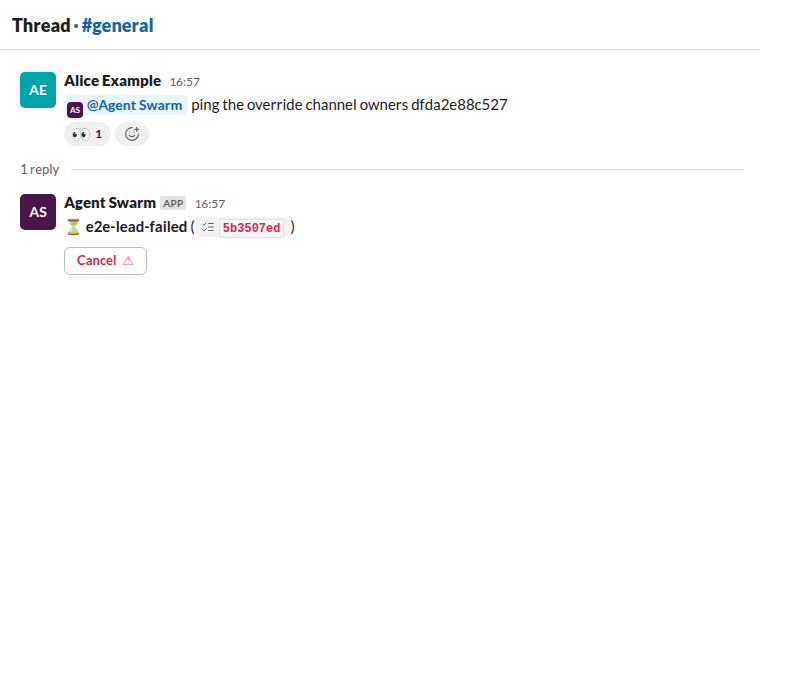 Thread • #general
AE
Alice Example 16:57
AS @Agent Swarm ping the override channel owners dfda2e88c527
👀 1
1 reply
AS
Agent Swarm APP 16:57
⏳ e2e-lead-failed ( 5b3507ed )
Cancel ⚠